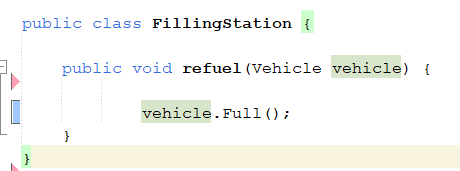 public class FillingStation {
public void refuel(Vehicle vehicle) {
vehicle.Full();
}
}